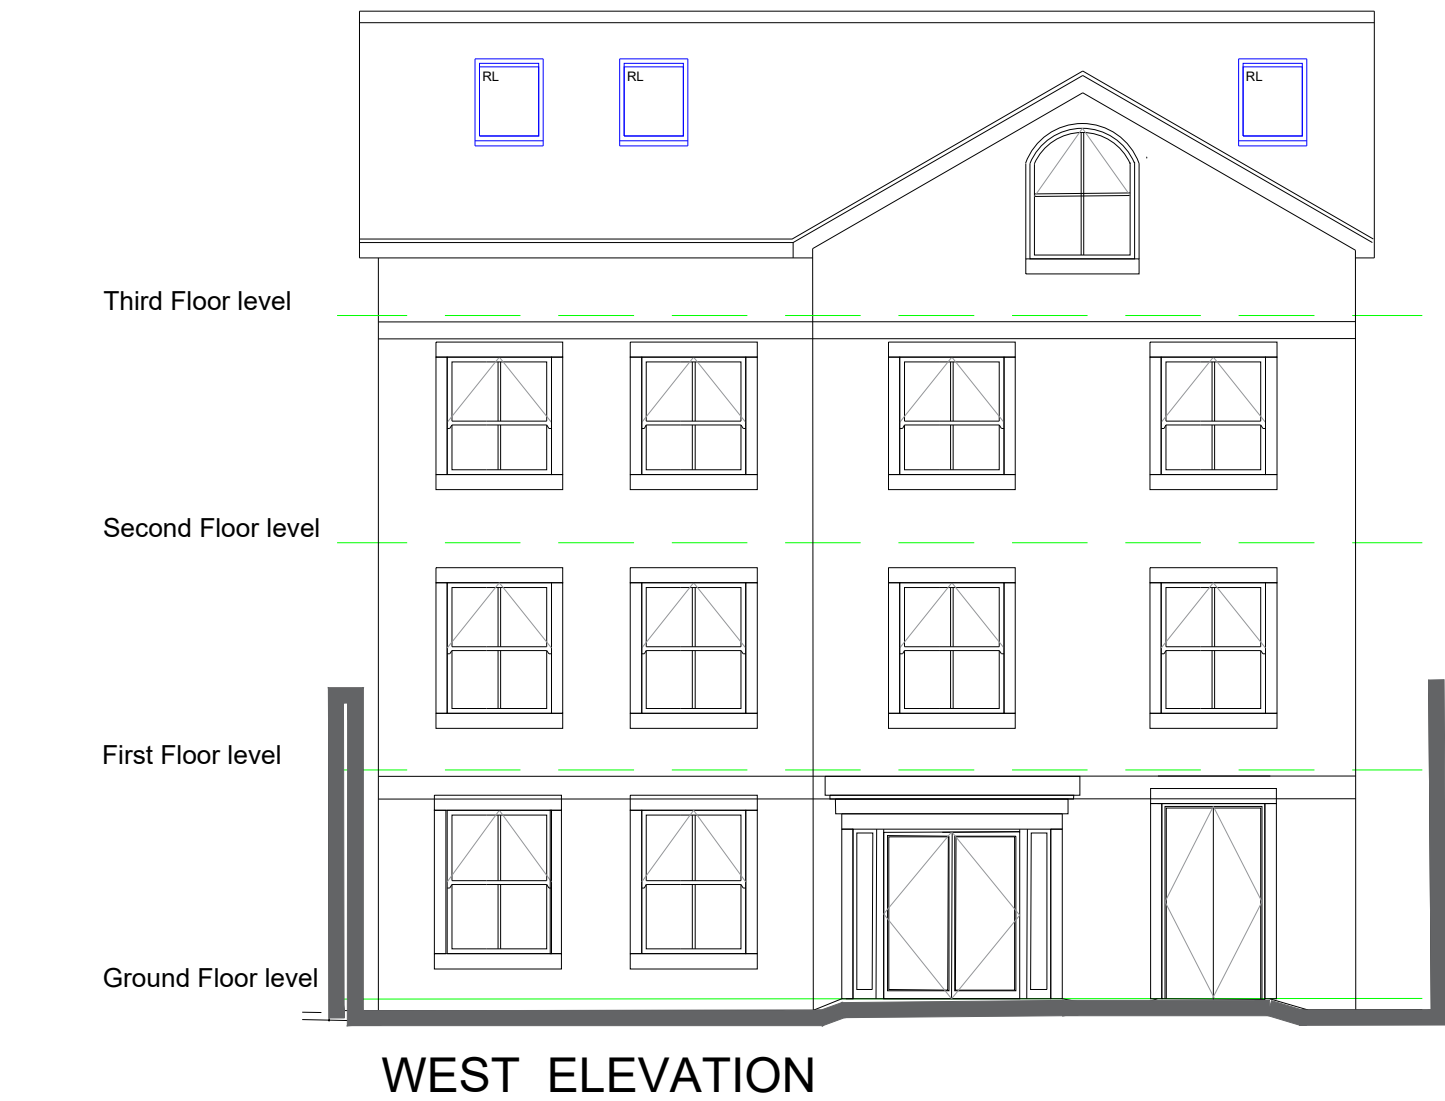 RL
RL
RL
Third Floor level
Second Floor level
First Floor level
Ground Floor level
WEST ELEVATION